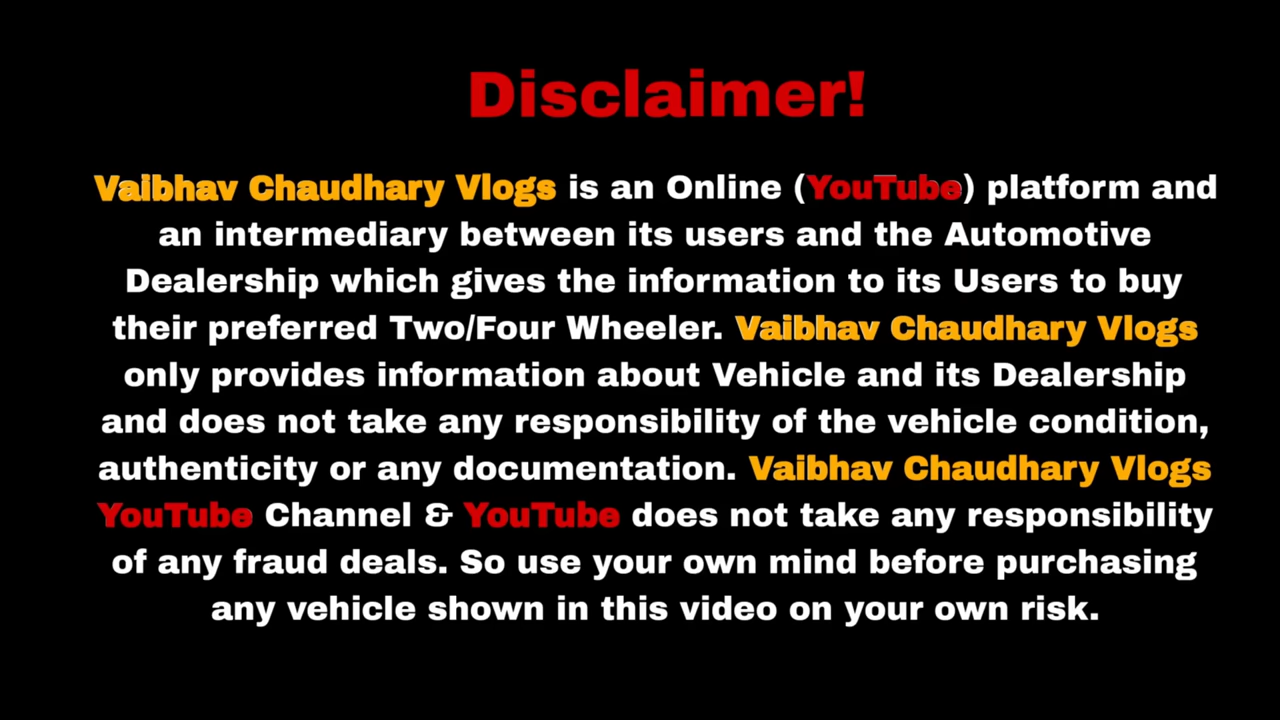 Disclaimer!
Vaibhav Chaudhary Vlogs is an Online (YouTube) platform and
an intermediary between its users and the Automotive
Dealership which gives the information to its Users to buy
their preferred Two/Four Wheeler. Vaibhav Chaudhary Vlogs
only provides information about Vehicle and its Dealership
and does not take any responsibility of the vehicle condition,
authenticity or any documentation. Vaibhav Chaudhary Vlogs
YouTube Channel & YouTube does not take any responsibility
of any fraud deals. So use your own mind before purchasing
any vehicle shown in this video on your own risk.